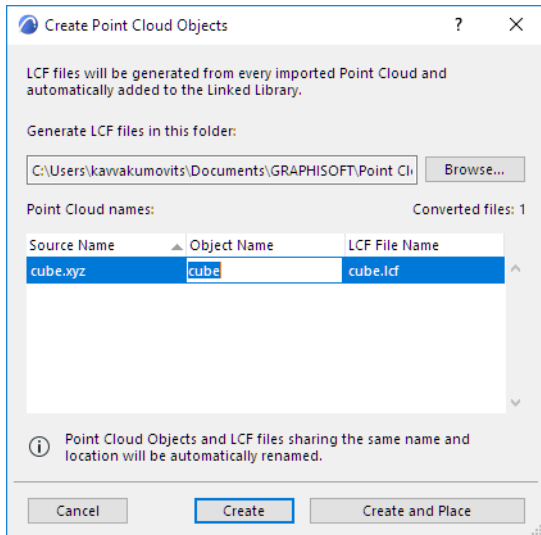 Create Point Cloud Objects
LCF files will be generated from every imported Point Cloud and
automatically added to the Linked Library.
Generate LCF files in this folder:
C:\Users\kavvakumovits\Documents\GRAPHISOFT\Point Cl
Browse...
Point Cloud names: Converted files: 1
Source Name Object Name LCF File Name
cube.xyz cube cube.lcf
Point Cloud Objects and LCF files sharing the same name and
location will be automatically renamed.
Cancel Create Create and Place